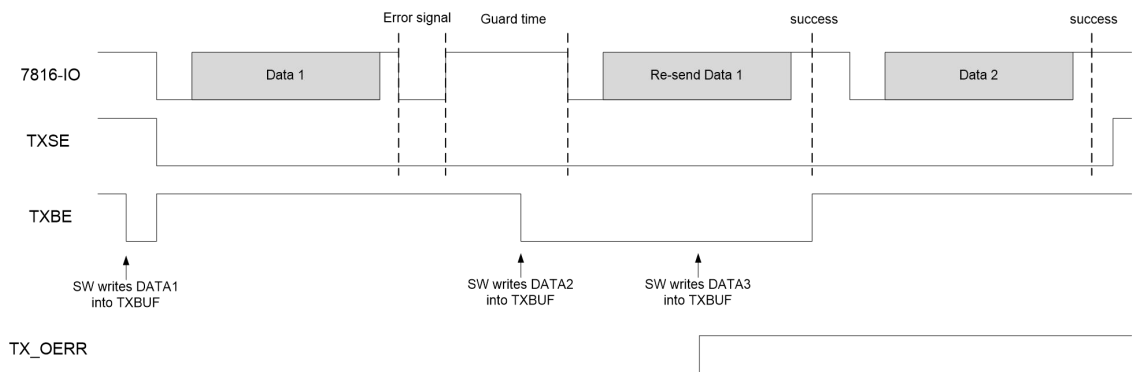 Error signal
Guard time
success
success
7816-IO
Data 1
Re-send Data 1
Data 2
TXSE
TXBE
SW writes DATA1
into TXBUF
SW writes DATA2
into TXBUF
SW writes DATA3
into TXBUF
TX_OERR